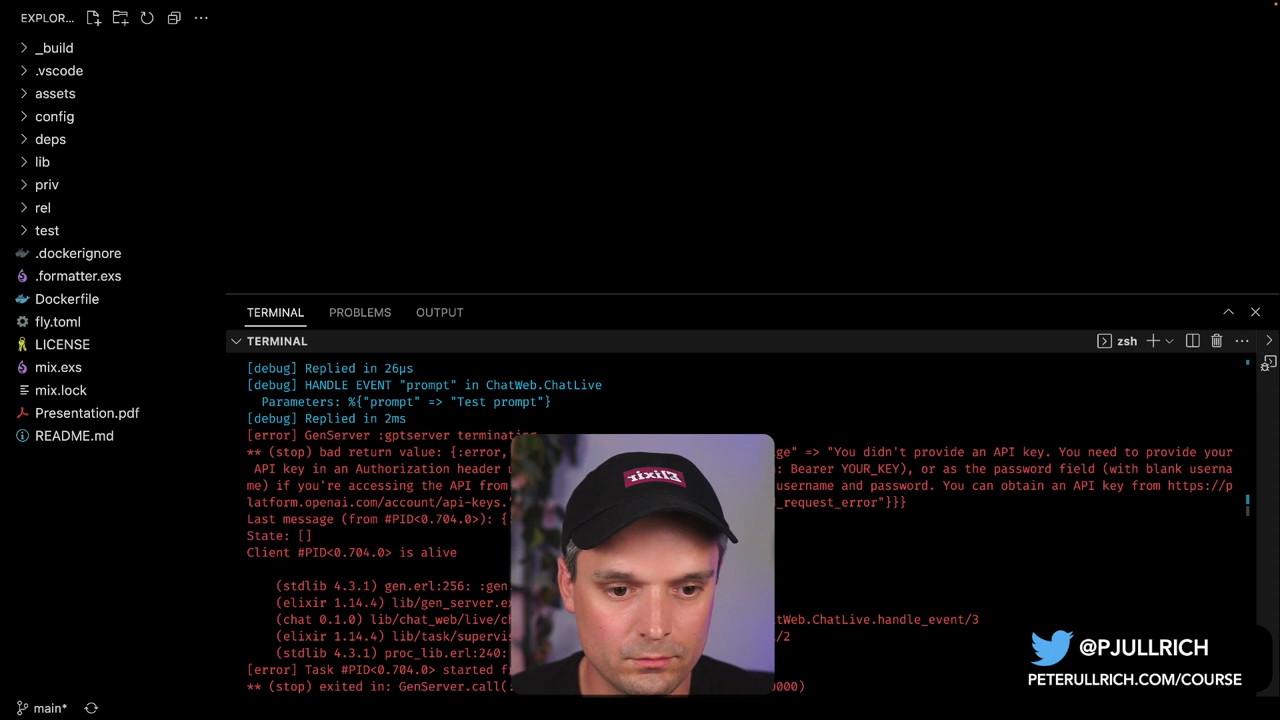 EXPLOR...
_build
.vscode
assets
config
deps
lib
priv
rel
test
.dockerignore
.formatter.exs
Dockerfile
fly.toml
LICENSE
mix.exs
mix.lock
Presentation.pdf
README.md
main*
TERMINAL PROBLEMS OUTPUT
TERMINAL
zsh
[debug] Replied in 26µs
[debug] HANDLE EVENT "prompt" in ChatWeb.ChatLive
Parameters: %{"prompt" => "Test prompt"}
[debug] Replied in 2ms
[error] GenServer :gptserver terminating
** (stop) bad return value: {:error, ge" => "You didn't provide an API key. You need to provide your
API key in an Authorization header : Bearer YOUR_KEY), or as the password field (with blank userna
me) if you're accessing the API from username and password. You can obtain an API key from https://p
latform.openai.com/account/api-keys. _request_error"}}}
Last message (from #PID<0.704.0>): {
State: []
Client #PID<0.704.0> is alive
(stdlib 4.3.1) gen.erl:256: :gen
(elixir 1.14.4) lib/gen_server.ex
(chat 0.1.0) lib/chat_web/live/ch tWeb.ChatLive.handle_event/3
(elixir 1.14.4) lib/task/supervis /2
(stdlib 4.3.1) proc_lib.erl:240:
[error] Task #PID<0.704.0> started fr
** (stop) exited in: GenServer.call(: 000)
elixir
@PJULLRICH
PETERULLRICH.COM/COURSE